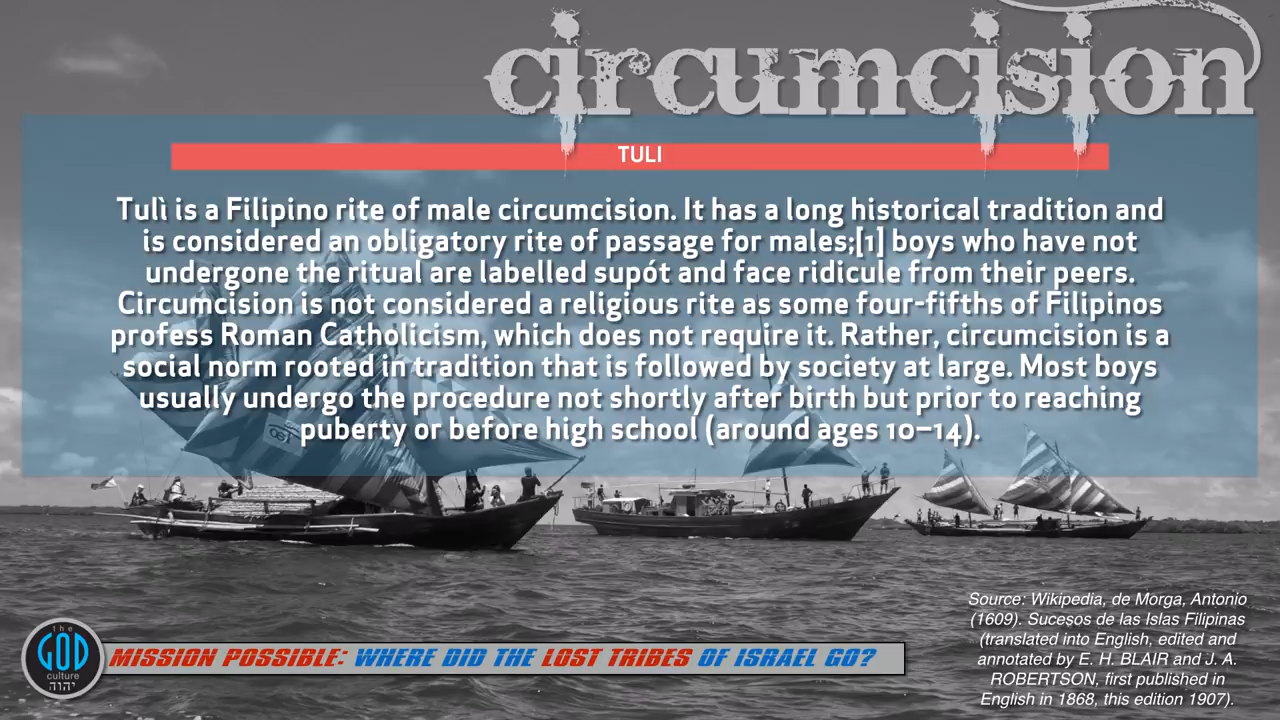 circumcision
TULI
Tulì is a Filipino rite of male circumcision. It has a long historical tradition and
is considered an obligatory rite of passage for males;[1] boys who have not
undergone the ritual are labelled supót and face ridicule from their peers.
Circumcision is not considered a religious rite as some four-fifths of Filipinos
profess Roman Catholicism, which does not require it. Rather, circumcision is a
social norm rooted in tradition that is followed by society at large. Most boys
usually undergo the procedure not shortly after birth but prior to reaching
puberty or before high school (around ages 10–14).
Source: Wikipedia, de Morga, Antonio
(1609). Sucesos de las Islas Filipinas
(translated into English, edited and
annotated by E. H. BLAIR and J. A.
ROBERTSON, first published in
English in 1868, this edition 1907).
the
GOD
culture
יהוה
MISSION POSSIBLE: WHERE DID THE LOST TRIBES OF ISRAEL GO?